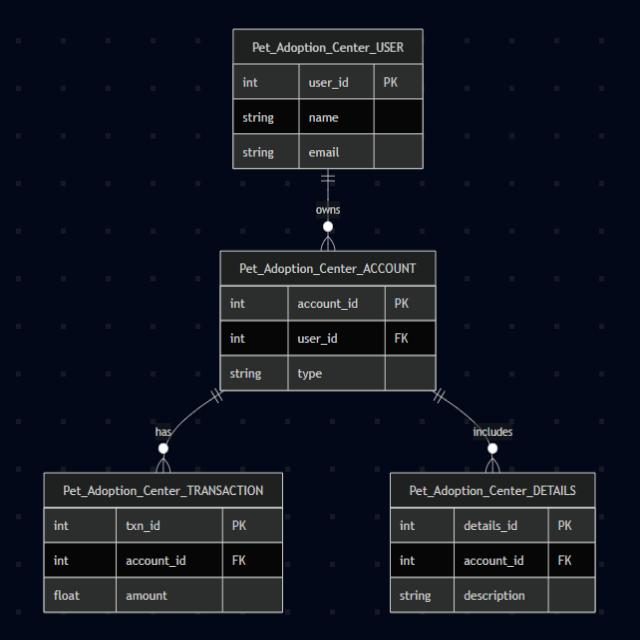 Pet_Adoption_Center_USER
int user_id PK
string name
string email
owns
Pet_Adoption_Center_ACCOUNT
int account_id PK
int user_id FK
string type
has
includes
Pet_Adoption_Center_TRANSACTION
int txn_id PK
int account_id FK
float amount
Pet_Adoption_Center_DETAILS
int details_id PK
int account_id FK
string description